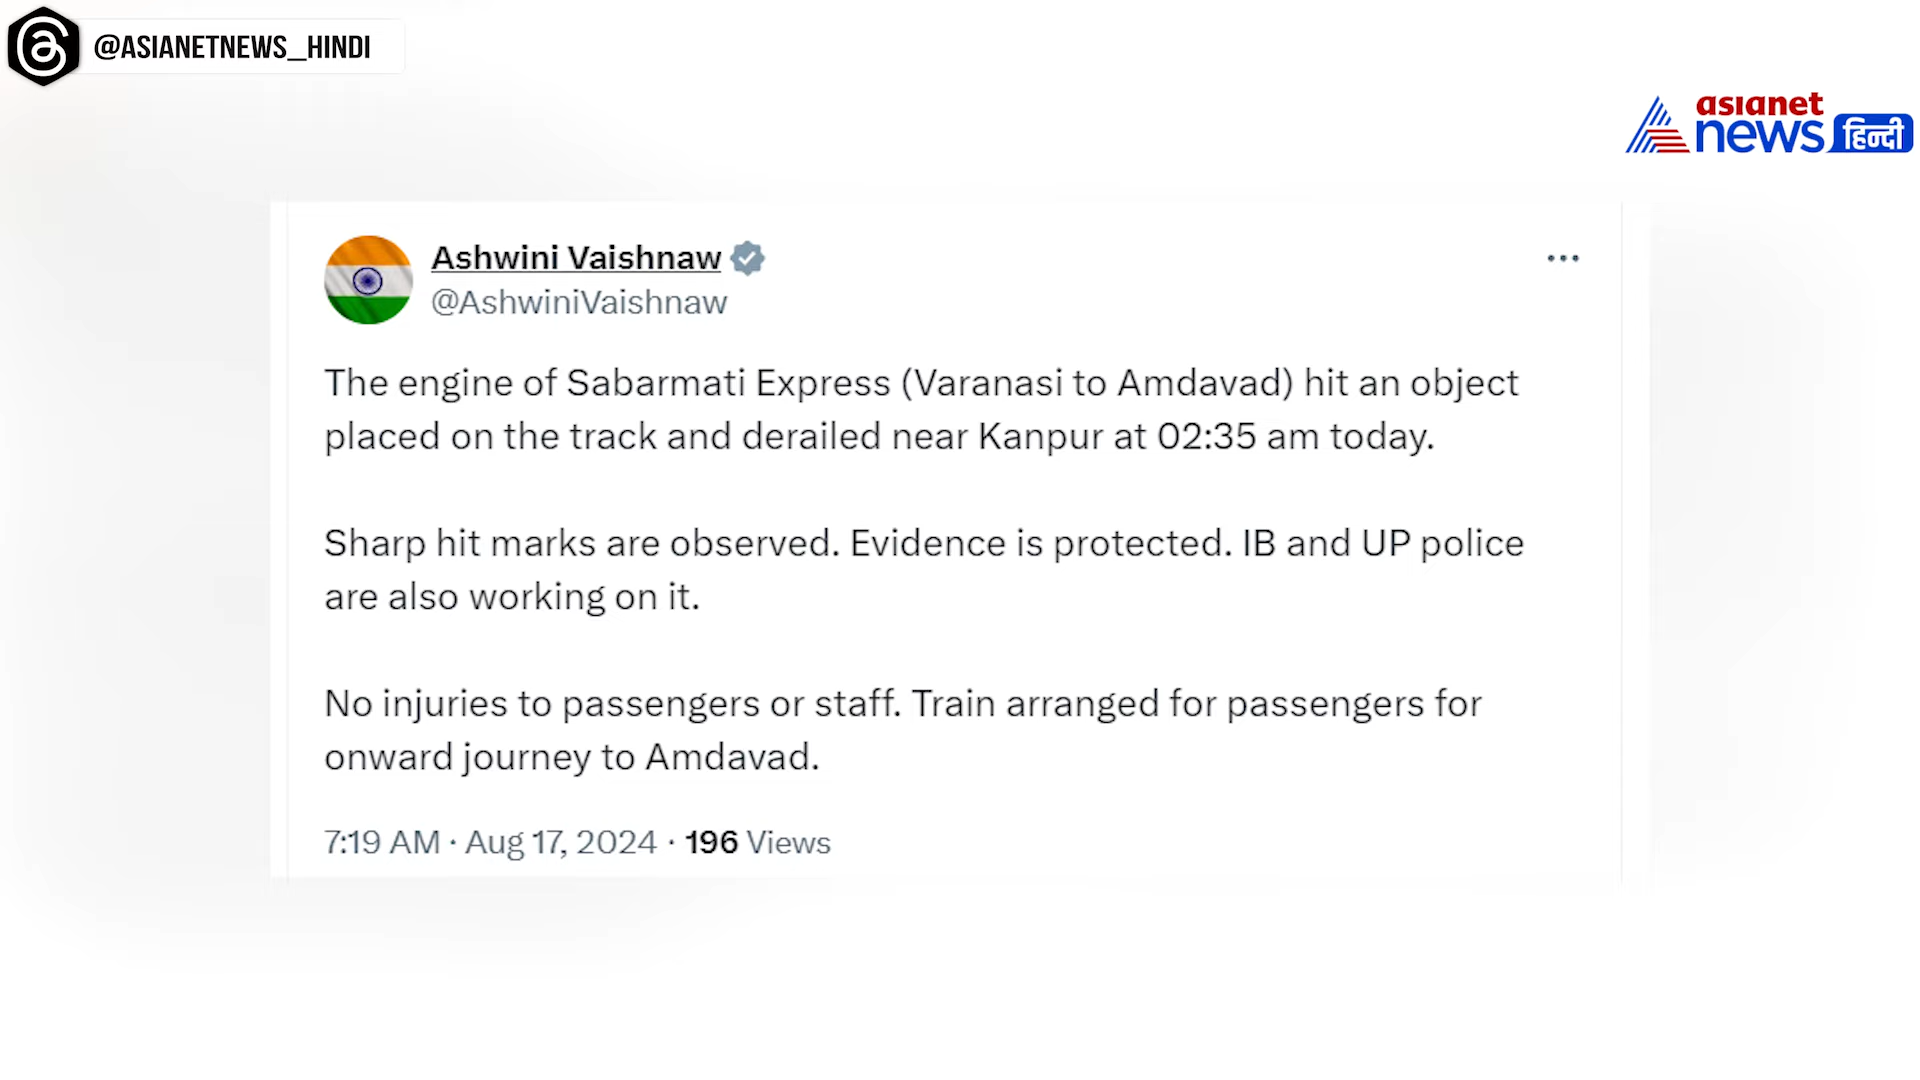 @ASIANETNEWS_HINDI
asianet
news हिन्दी
Ashwini Vaishnaw
@AshwiniVaishnaw
The engine of Sabarmati Express (Varanasi to Amdavad) hit an object
placed on the track and derailed near Kanpur at 02:35 am today.
Sharp hit marks are observed. Evidence is protected. IB and UP police
are also working on it.
No injuries to passengers or staff. Train arranged for passengers for
onward journey to Amdavad.
7:19 AM · Aug 17, 2024 · 196 Views